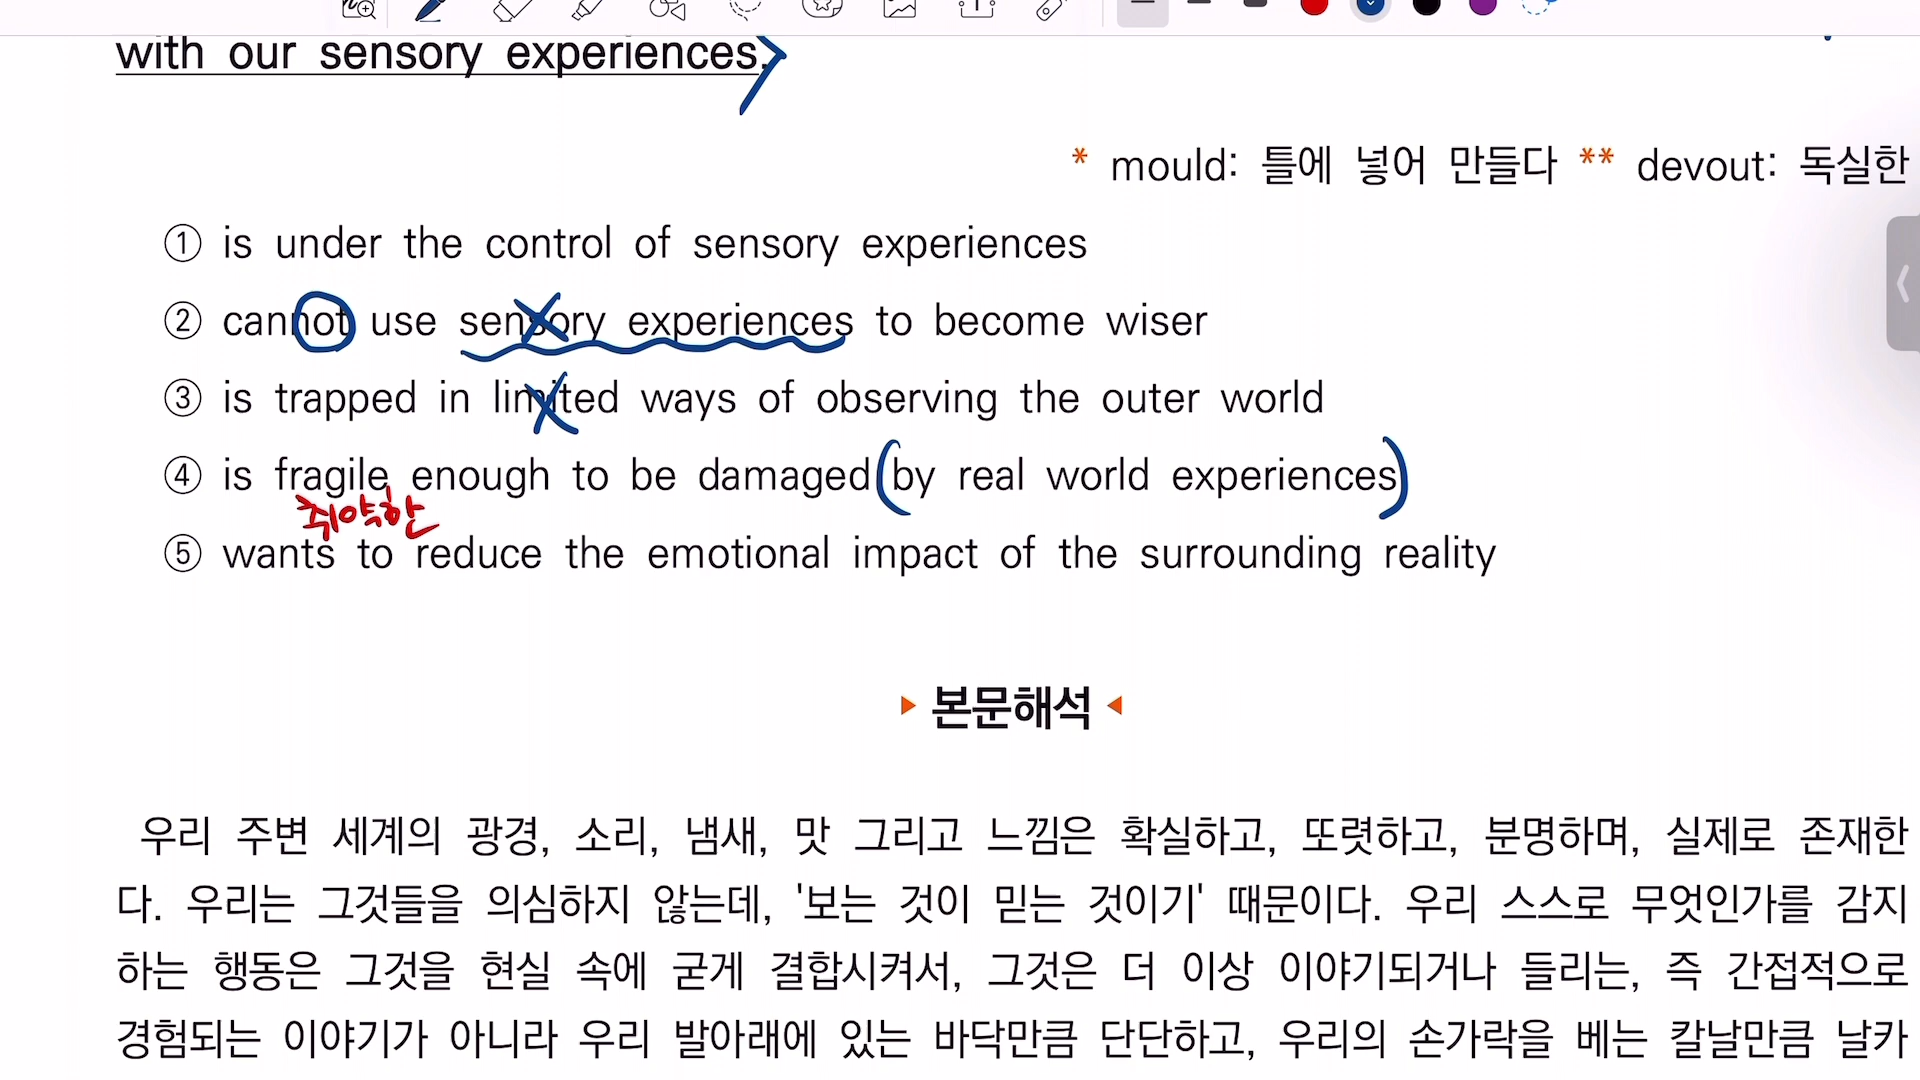 with our sensory experiences.
* mould: 틀에 넣어 만들다 ** devout: 독실한
① is under the control of sensory experiences
② cannot use sensory experiences to become wiser
③ is trapped in limited ways of observing the outer world
④ is fragile enough to be damaged by real world experiences
취약한
⑤ wants to reduce the emotional impact of the surrounding reality
본문해석
우리 주변 세계의 광경, 소리, 냄새, 맛 그리고 느낌은 확실하고, 또렷하고, 분명하며, 실제로 존재한
다. 우리는 그것들을 의심하지 않는데, '보는 것이 믿는 것이기' 때문이다. 우리 스스로 무엇인가를 감지
하는 행동은 그것을 현실 속에 굳게 결합시켜서, 그것은 더 이상 이야기되거나 들리는, 즉 간접적으로
경험되는 이야기가 아니라 우리 발아래에 있는 바닥만큼 단단하고, 우리의 손가락을 베는 칼날만큼 날카